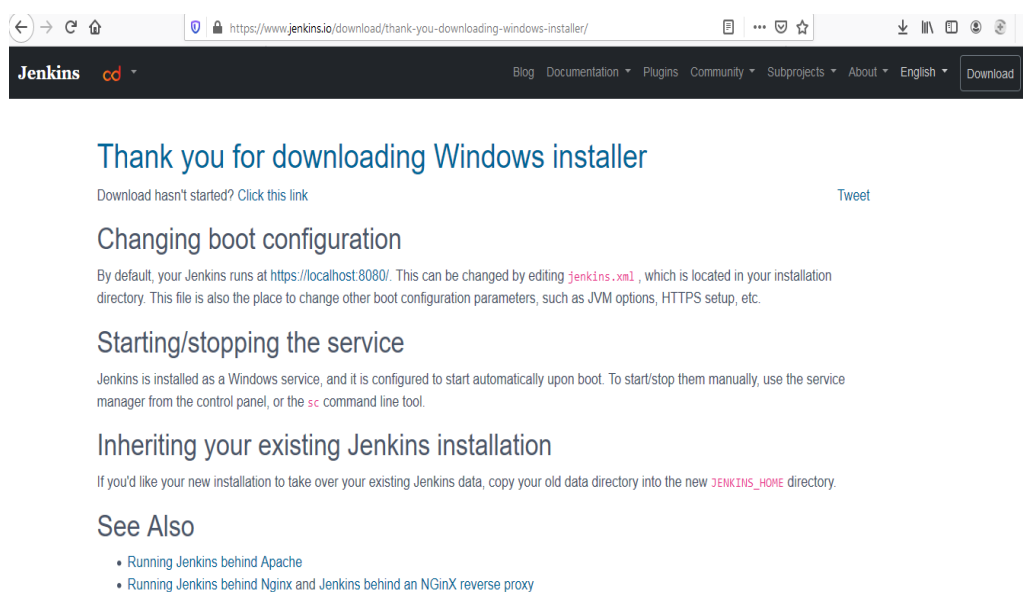 https://www.jenkins.io/download/thank-you-downloading-windows-installer/
Jenkins cd Blog Documentation Plugins Community Subprojects About English Download
Thank you for downloading Windows installer
Download hasn't started? Click this link Tweet
Changing boot configuration
By default, your Jenkins runs at https://localhost:8080/. This can be changed by editing jenkins.xml , which is located in your installation
directory. This file is also the place to change other boot configuration parameters, such as JVM options, HTTPS setup, etc.
Starting/stopping the service
Jenkins is installed as a Windows service, and it is configured to start automatically upon boot. To start/stop them manually, use the service
manager from the control panel, or the sc command line tool.
Inheriting your existing Jenkins installation
If you'd like your new installation to take over your existing Jenkins data, copy your old data directory into the new JENKINS_HOME directory.
See Also
• Running Jenkins behind Apache
• Running Jenkins behind Nginx and Jenkins behind an NGinX reverse proxy